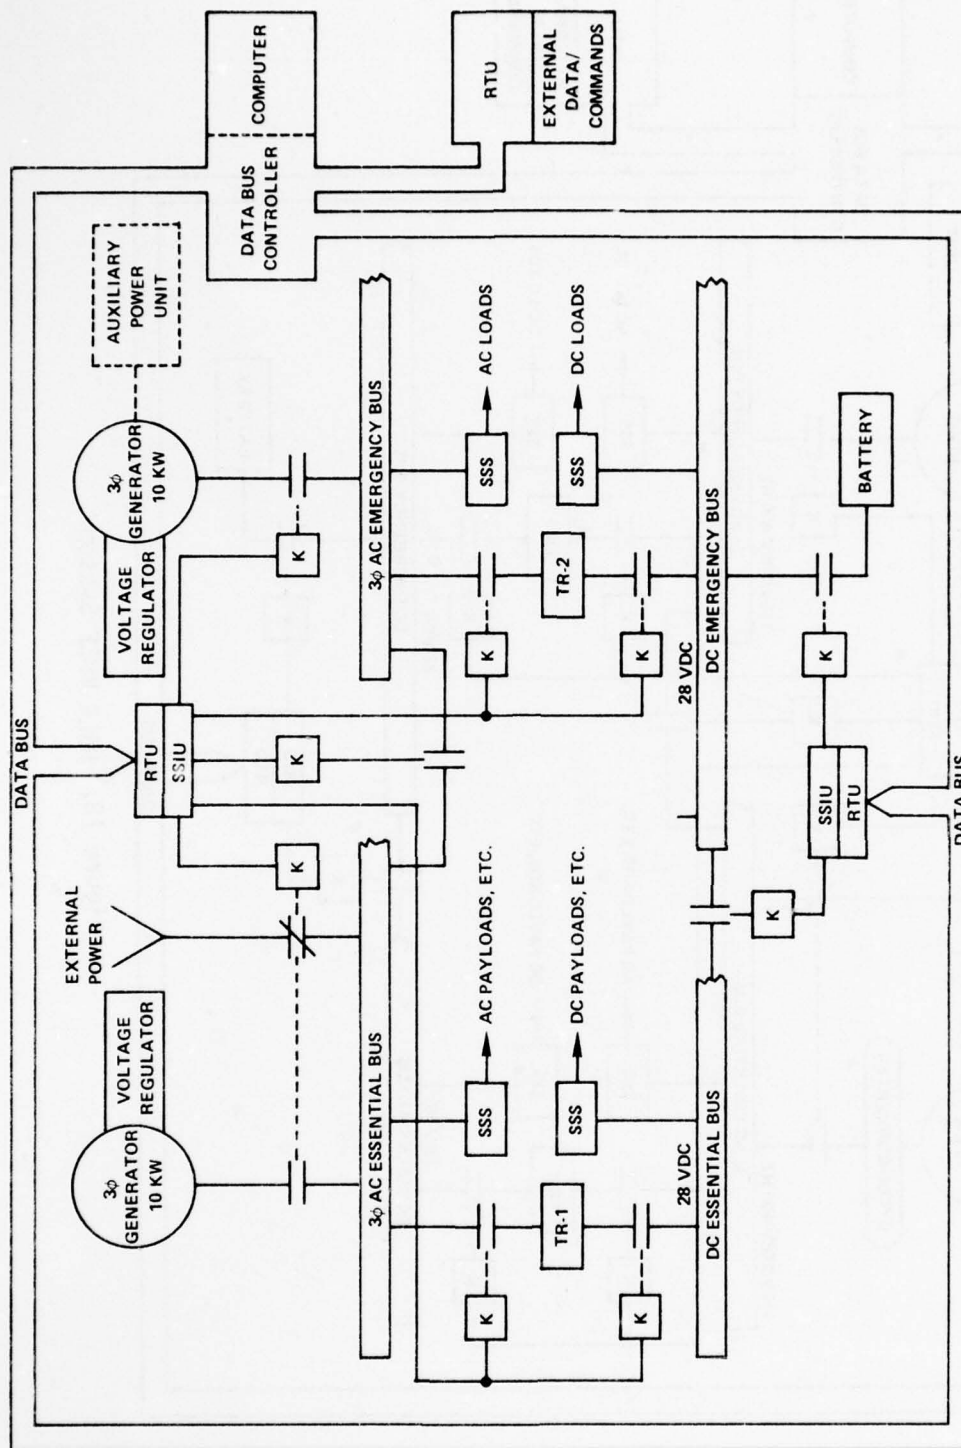 DATA BUS
COMPUTER
DATA BUS
CONTROLLER
RTU
EXTERNAL
DATA/
COMMANDS
AUXILIARY
POWER
UNIT
3ϕ
GENERATOR
10 KW
VOLTAGE
REGULATOR
RTU
SSIU
EXTERNAL
POWER
VOLTAGE
REGULATOR
3ϕ
GENERATOR
10 KW
K
K
K
3ϕ AC EMERGENCY BUS
3ϕ AC ESSENTIAL BUS
SSS
AC LOADS
SSS
DC LOADS
K
TR-2
K
SSS
AC PAYLOADS, ETC.
SSS
DC PAYLOADS, ETC.
K
TR-1
K
28 VDC
DC EMERGENCY BUS
28 VDC
DC ESSENTIAL BUS
K
K
BATTERY
SSIU
RTU
DATA BUS